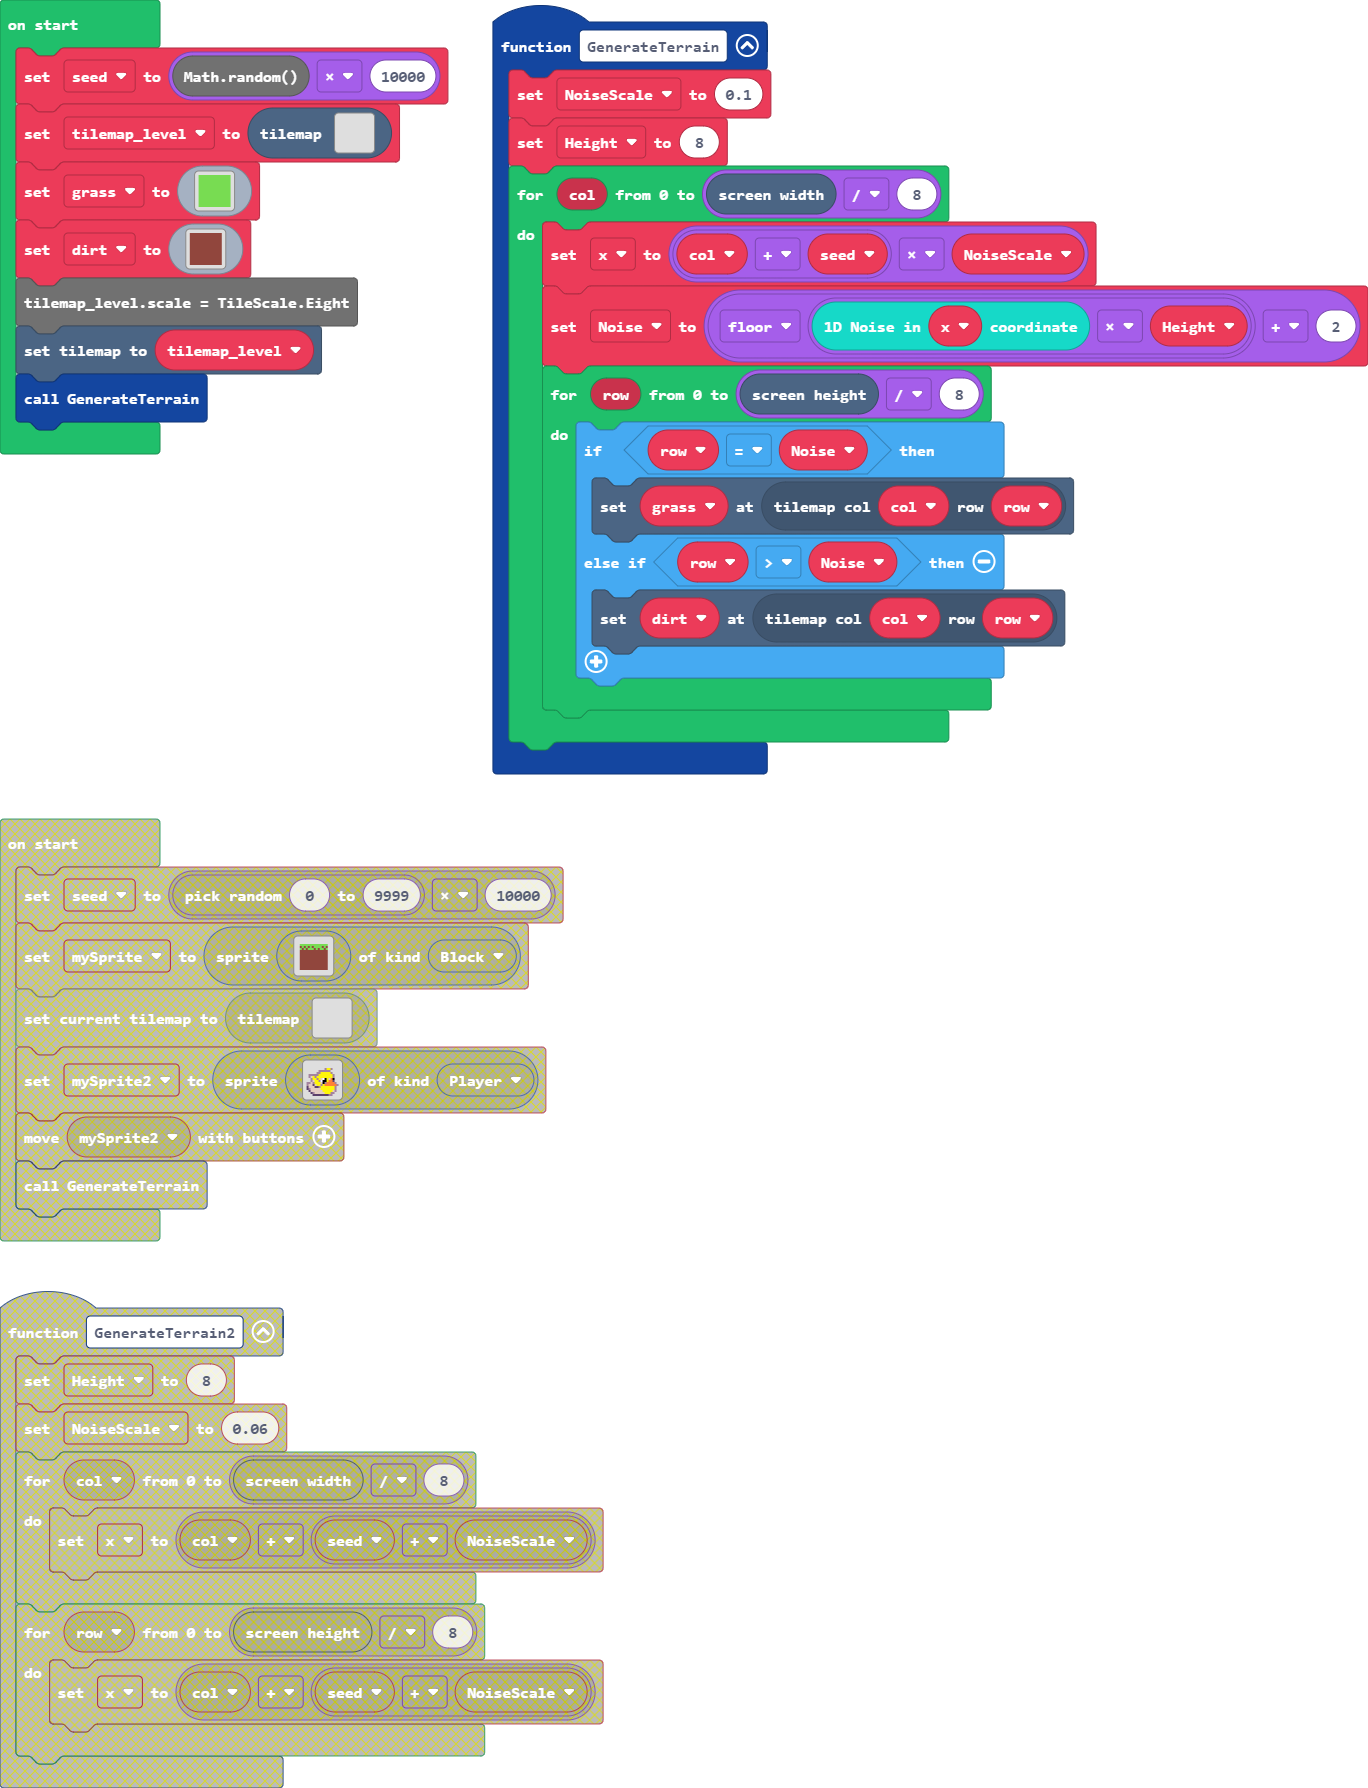 on start
set seed to Math.random() × 10000
set tilemap_level to tilemap
set grass to
set dirt to
tilemap_level.scale = TileScale.Eight
set tilemap to tilemap_level
call GenerateTerrain
function GenerateTerrain
set NoiseScale to 0.1
set Height to 8
for col from 0 to screen width / 8
do
set x to col + seed × NoiseScale
set Noise to floor 1D Noise in x coordinate × Height + 2
for row from 0 to screen height / 8
do
if row = Noise then
set grass at tilemap col col row row
else if row > Noise then
set dirt at tilemap col col row row
on start
set seed to pick random 0 to 9999 × 10000
set mySprite to sprite of kind Block
set current tilemap to tilemap
set mySprite2 to sprite of kind Player
move mySprite2 with buttons
call GenerateTerrain
function GenerateTerrain2
set Height to 8
set NoiseScale to 0.06
for col from 0 to screen width / 8
do
set x to col + seed + NoiseScale
for row from 0 to screen height / 8
do
set x to col + seed + NoiseScale